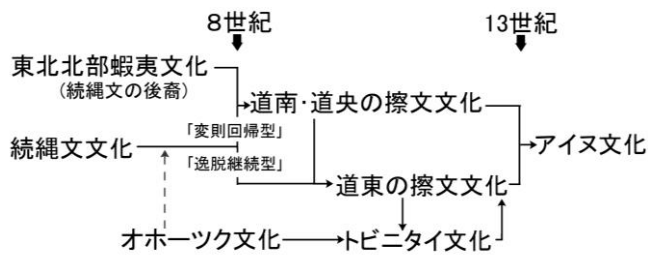 8世紀
13世紀
東北北部蝦夷文化
(続縄文の後裔)
道南・道央の擦文文化
「変則回帰型」
続縄文文化
アイヌ文化
「逸脱継続型」
道東の擦文文化
オホーツク文化
トビニタイ文化